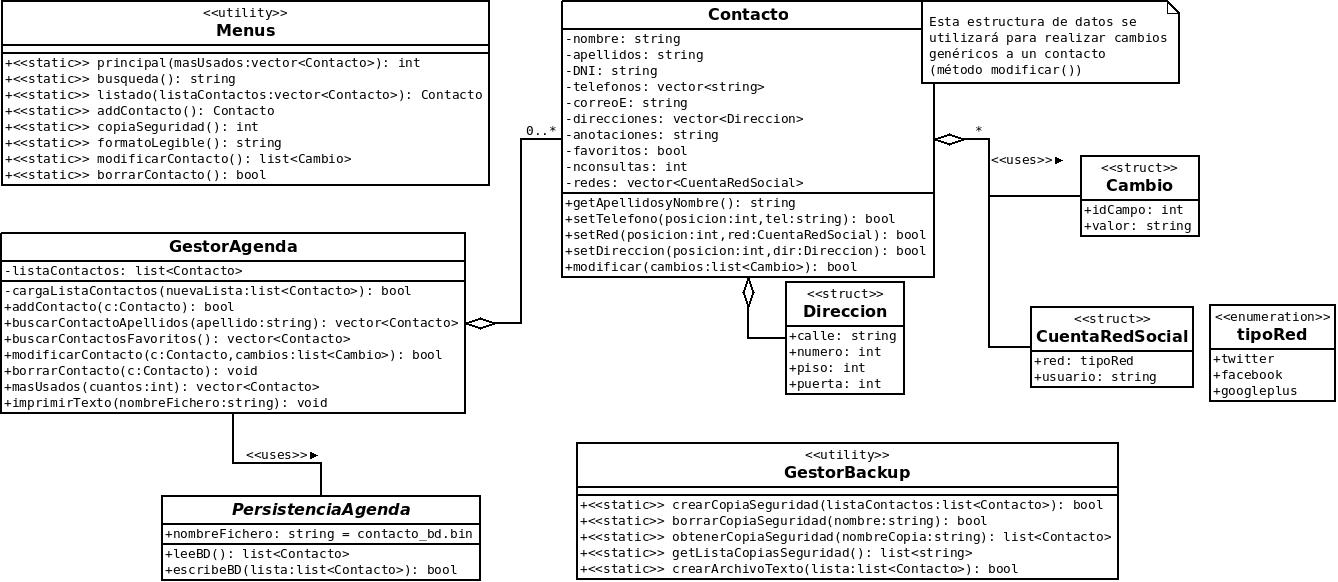 <<utility>>
Menus
+<<static>> principal(masUsados:vector<Contacto>): int
+<<static>> busqueda(): string
+<<static>> listado(listaContactos:vector<Contacto>): Contacto
+<<static>> addContacto(): Contacto
+<<static>> copiaSeguridad(): int
+<<static>> formatoLegible(): string
+<<static>> modificarContacto(): list<Cambio>
+<<static>> borrarContacto(): bool
Contacto
-nombre: string
-apellidos: string
-DNI: string
-telefonos: vector<string>
-correoE: string
-direcciones: vector<Direccion>
-anotaciones: string
-favoritos: bool
-nconsultas: int
-redes: vector<CuentaRedSocial>
+getApellidosyNombre(): string
+setTelefono(posicion:int,tel:string): bool
+setRed(posicion:int,red:CuentaRedSocial): bool
+setDireccion(posicion:int,dir:Direccion): bool
+modificar(cambios:list<Cambio>): bool
Esta estructura de datos se
utilizará para realizar cambios
genéricos a un contacto
(método modificar())
0..*
*
<<uses>>
<<struct>>
Cambio
+idCampo: int
+valor: string
GestorAgenda
-listaContactos: list<Contacto>
-cargaListaContactos(nuevaLista:list<Contacto>): bool
+addContacto(c:Contacto): bool
+buscarContactoApellidos(apellido:string): vector<Contacto>
+buscarContactosFavoritos(): vector<Contacto>
+modificarContacto(c:Contacto,cambios:list<Cambio>): bool
+borrarContacto(c:Contacto): void
+masUsados(cuantos:int): vector<Contacto>
+imprimirTexto(nombreFichero:string): void
<<struct>>
Direccion
+calle: string
+numero: int
+piso: int
+puerta: int
<<struct>>
CuentaRedSocial
+red: tipoRed
+usuario: string
<<enumeration>>
tipoRed
+twitter
+facebook
+googleplus
<<uses>>
PersistenciaAgenda
+nombreFichero: string = contacto_bd.bin
+leeBD(): list<Contacto>
+escribeBD(lista:list<Contacto>): bool
<<utility>>
GestorBackup
+<<static>> crearCopiaSeguridad(listaContactos:list<Contacto>): bool
+<<static>> borrarCopiaSeguridad(nombre:string): bool
+<<static>> obtenerCopiaSeguridad(nombreCopia:string): list<Contacto>
+<<static>> getListaCopiasSeguridad(): list<string>
+<<static>> crearArchivoTexto(lista:list<Contacto>): bool